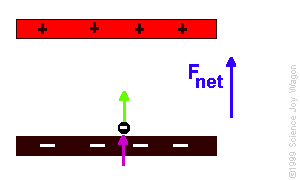 + + + +
F net
− − − −
©1999 Science Joy Wagon